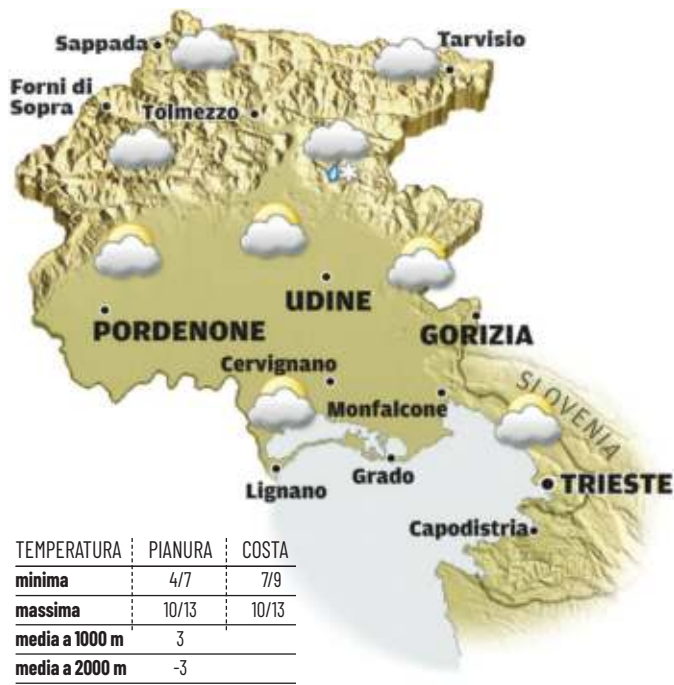 Sappada
Tarvisio
Forni di
Sopra
Tolmezzo
UDINE
PORDENONE
GORIZIA
Cervignano
SLOVENIA
Monfalcone
Grado
Lignano
TRIESTE
Capodistria
TEMPERATURA PIANURA COSTA
minima 4/7 7/9
massima 10/13 10/13
media a 1000 m 3
media a 2000 m -3